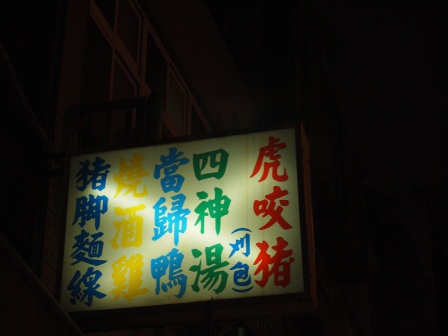 虎咬猪
(刈包)
四神湯
當歸鴨
燒酒雞
猪脚麵線